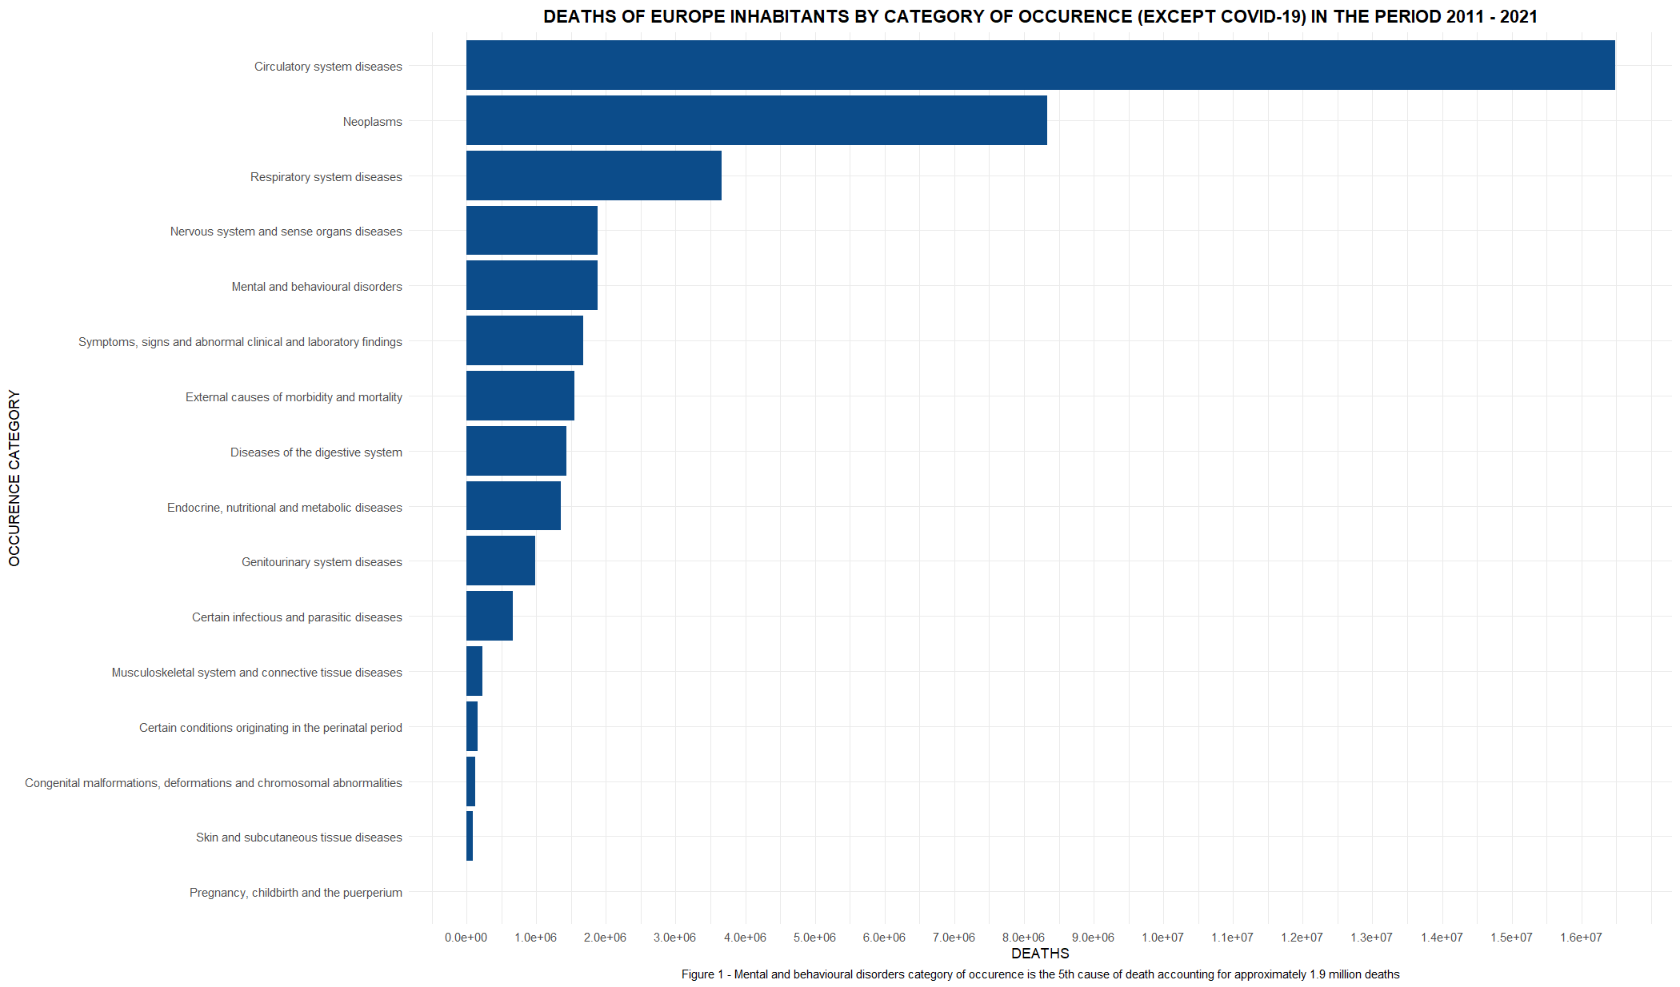 DEATHS OF EUROPE INHABITANTS BY CATEGORY OF OCCURENCE (EXCEPT COVID-19) IN THE PERIOD 2011 - 2021
OCCURENCE CATEGORY
Circulatory system diseases
Neoplasms
Respiratory system diseases
Nervous system and sense organs diseases
Mental and behavioural disorders
Symptoms, signs and abnormal clinical and laboratory findings
External causes of morbidity and mortality
Diseases of the digestive system
Endocrine, nutritional and metabolic diseases
Genitourinary system diseases
Certain infectious and parasitic diseases
Musculoskeletal system and connective tissue diseases
Certain conditions originating in the perinatal period
Congenital malformations, deformations and chromosomal abnormalities
Skin and subcutaneous tissue diseases
Pregnancy, childbirth and the puerperium
0.0e+00 1.0e+06 2.0e+06 3.0e+06 4.0e+06 5.0e+06 6.0e+06 7.0e+06 8.0e+06 9.0e+06 1.0e+07 1.1e+07 1.2e+07 1.3e+07 1.4e+07 1.5e+07 1.6e+07
DEATHS
Figure 1 - Mental and behavioural disorders category of occurence is the 5th cause of death accounting for approximately 1.9 million deaths